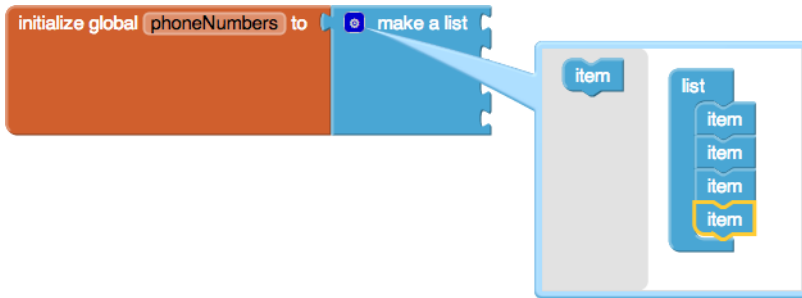 initialize global phoneNumbers to make a list
item
list
item
item
item
item